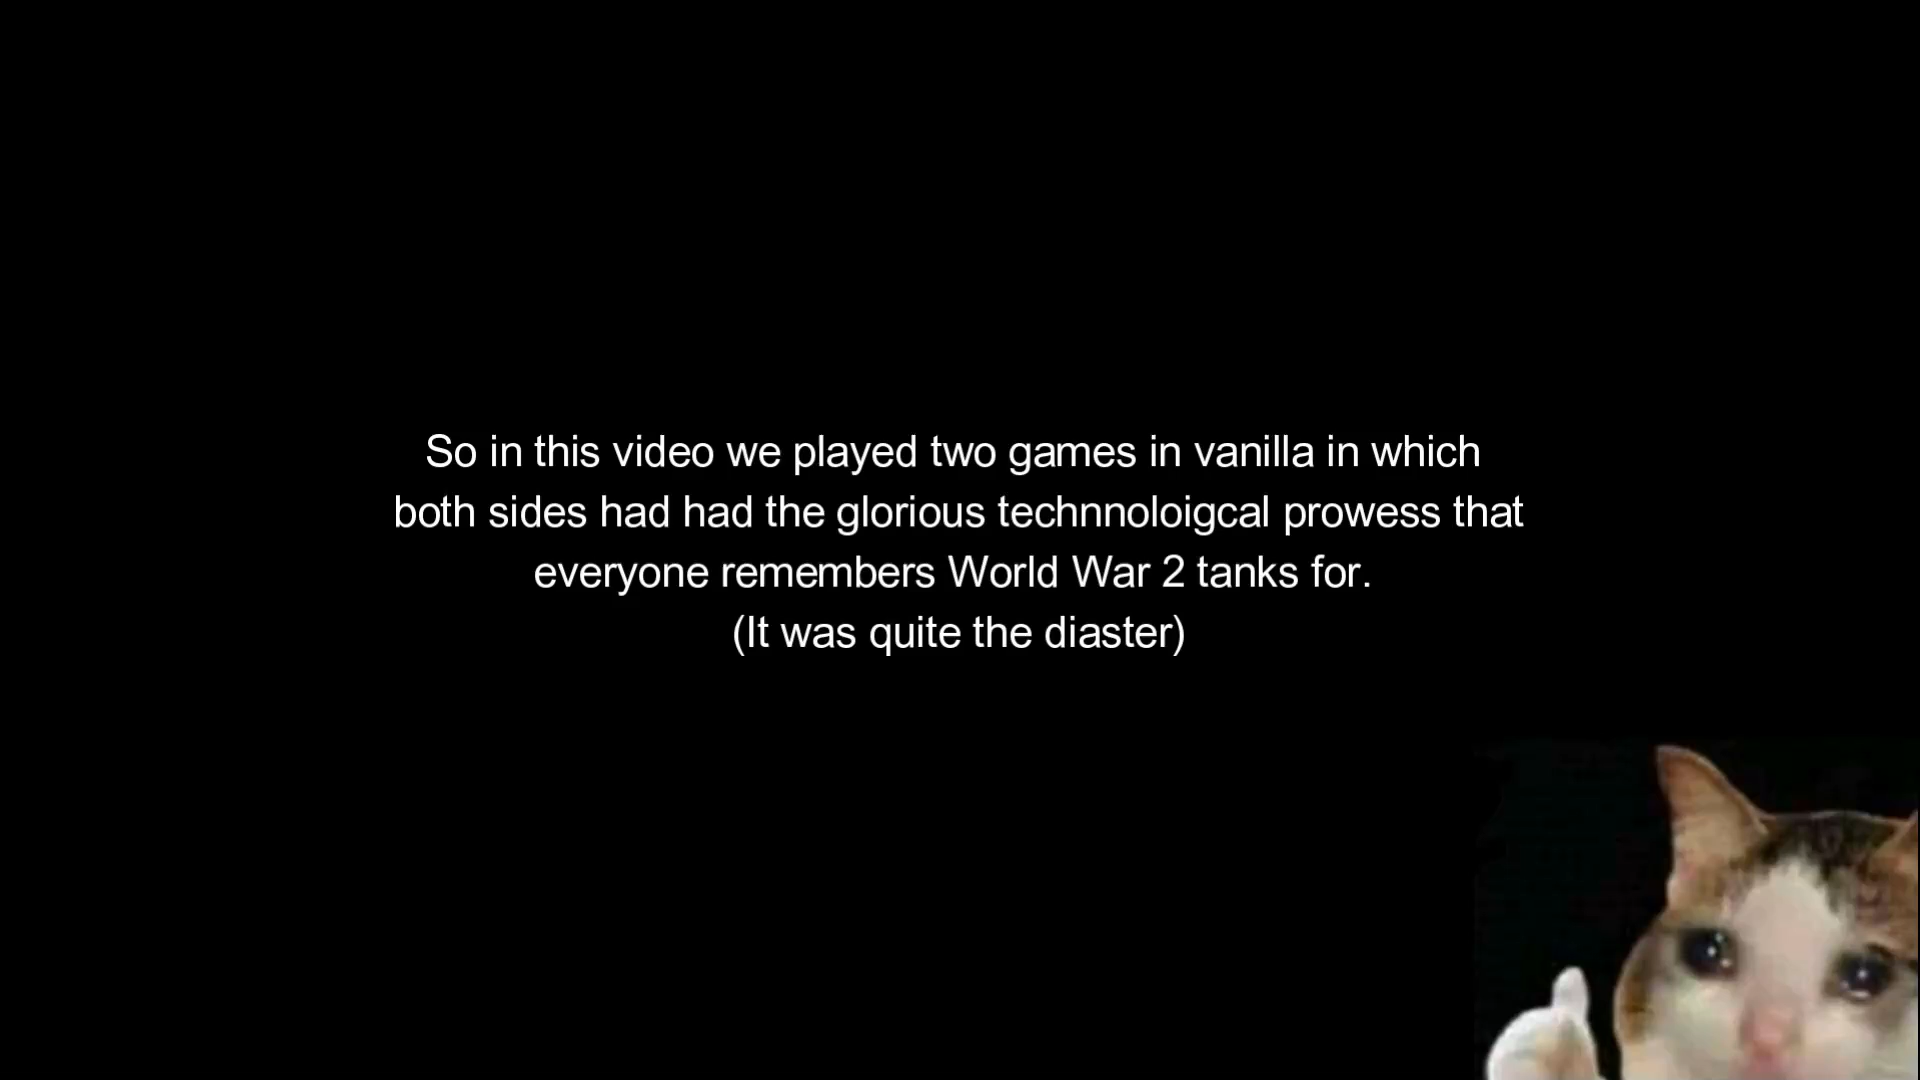 So in this video we played two games in vanilla in which
both sides had had the glorious technnoloigcal prowess that
everyone remembers World War 2 tanks for.
(It was quite the diaster)